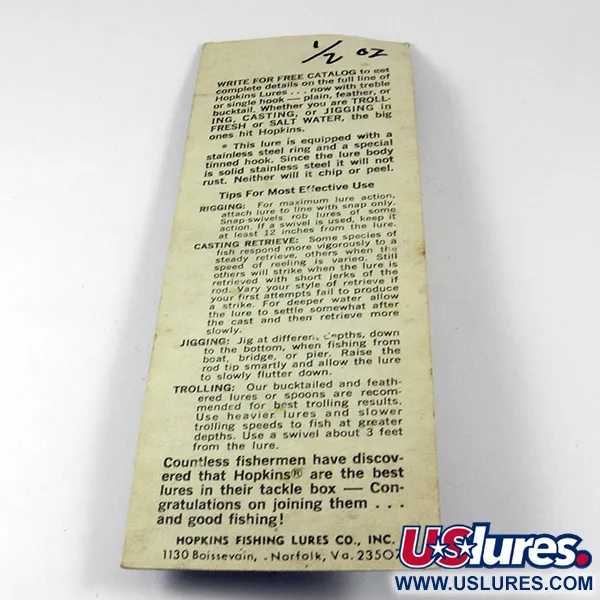 1/2 oz
WRITE FOR FREE CATALOG to get
complete details on the full line of
Hopkins Lures . . . now with treble
or single hook — plain, feather, or
bucktail. Whether you are TROLL-
ING, CASTING, or JIGGING in
FRESH or SALT WATER, the big
ones hit Hopkins.
* This lure is equipped with a
stainless steel ring and a special
tinned hook. Since the lure body
is solid stainless steel it will not
rust. Neither will it chip or peel.
Tips For Most Effective Use
RIGGING: For maximum lure action,
attach lure to line with snap only.
Snap-swivels rob lures of some
action. If a swivel is used, keep it
at least 12 inches from the lure.
CASTING RETRIEVE: Some species of
fish respond more vigorously to a
steady retrieve, others when the
speed of reeling is varied. Still
others will strike when the lure is
retrieved with short jerks of the
rod. Vary your style of retrieve if
your first attempts fail to produce
a strike. For deeper water allow
the lure to settle somewhat after
the cast and then retrieve more
slowly.
JIGGING: Jig at different depths, down
to the bottom, when fishing from
boat, bridge, or pier. Raise the
rod tip smartly and allow the lure
to slowly flutter down.
TROLLING: Our bucktailed and feath-
ered lures or spoons are recom-
mended for best trolling results.
Use heavier lures and slower
trolling speeds to fish at greater
depths. Use a swivel about 3 feet
from the lure.
Countless fishermen have discov-
ered that Hopkins® are the best
lures in their tackle box — Con-
gratulations on joining them . . .
and good fishing!
HOPKINS FISHING LURES CO., INC.
1130 Boissevain, Norfolk, Va. 23507
USlures.
WWW.USLURES.COM